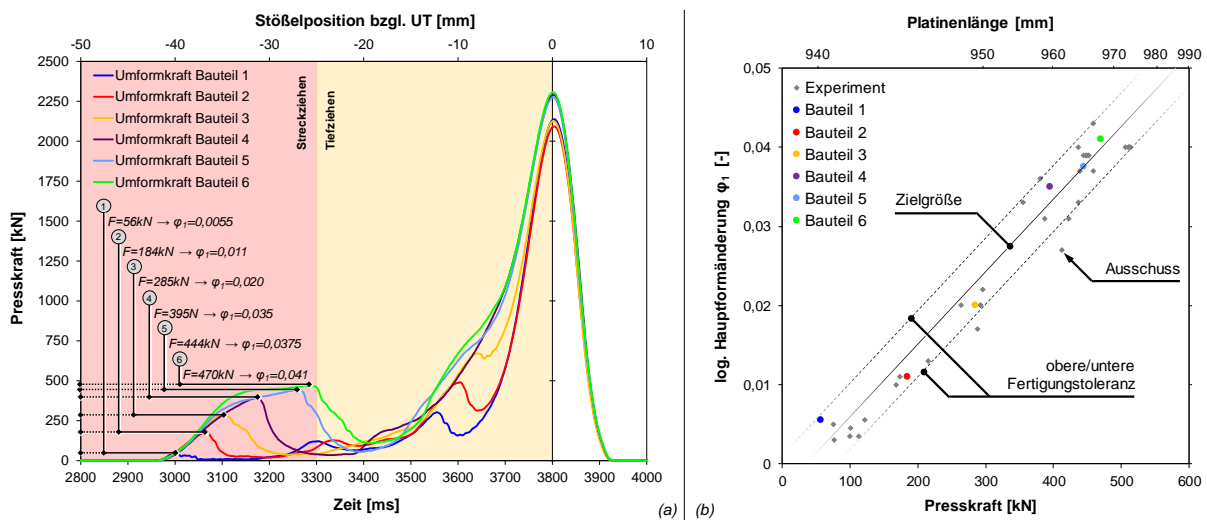 Stößelposition bzgl. UT [mm]
-50 -40 -30 -20 -10 0 10
2500
2250
2000
1750
1500
1250
1000
750
500
250
0
Presskraft [kN]
Umformkraft Bauteil 1
Umformkraft Bauteil 2
Umformkraft Bauteil 3
Umformkraft Bauteil 4
Umformkraft Bauteil 5
Umformkraft Bauteil 6
Streckziehen
Tiefziehen
1
F=56kN → φ1=0,0055
2
F=184kN → φ1=0,011
3
F=285kN → φ1=0,020
4
F=395kN → φ1=0,035
5
F=444kN → φ1=0,0375
6
F=470kN → φ1=0,041
2800 2900 3000 3100 3200 3300 3400 3500 3600 3700 3800 3900 4000
Zeit [ms]
(a)
(b)
Platinenlänge [mm]
940 950 960 970 980 990
0,05
0,04
0,03
0,02
0,01
0
log. Hauptformänderung φ1 [-]
Experiment
Bauteil 1
Bauteil 2
Bauteil 3
Bauteil 4
Bauteil 5
Bauteil 6
Zielgröße
Ausschuss
obere/untere
Fertigungstoleranz
0 100 200 300 400 500 600
Presskraft [kN]